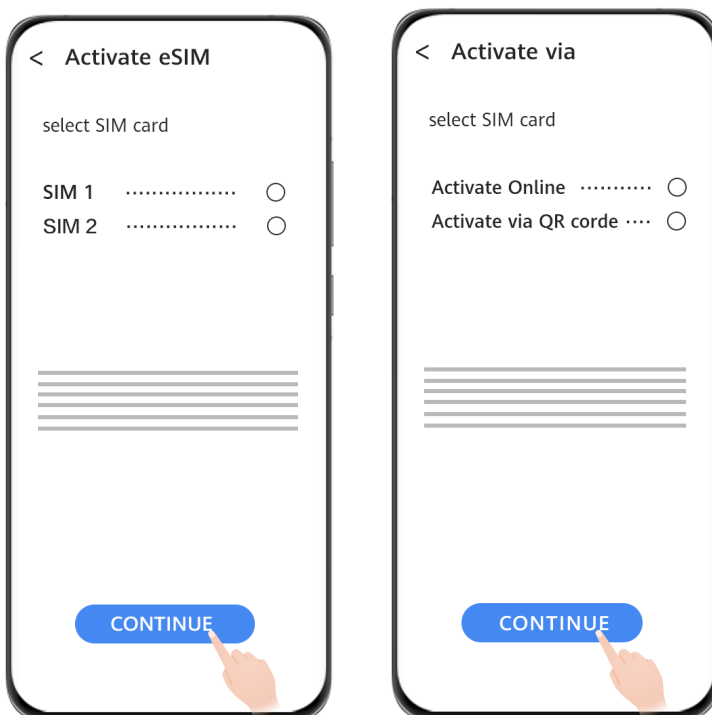 < Activate eSIM
select SIM card
SIM 1 ················· 
SIM 2 ·················
CONTINUE
< Activate via
select SIM card
Activate Online ···········
Activate via QR corde ····
CONTINUE